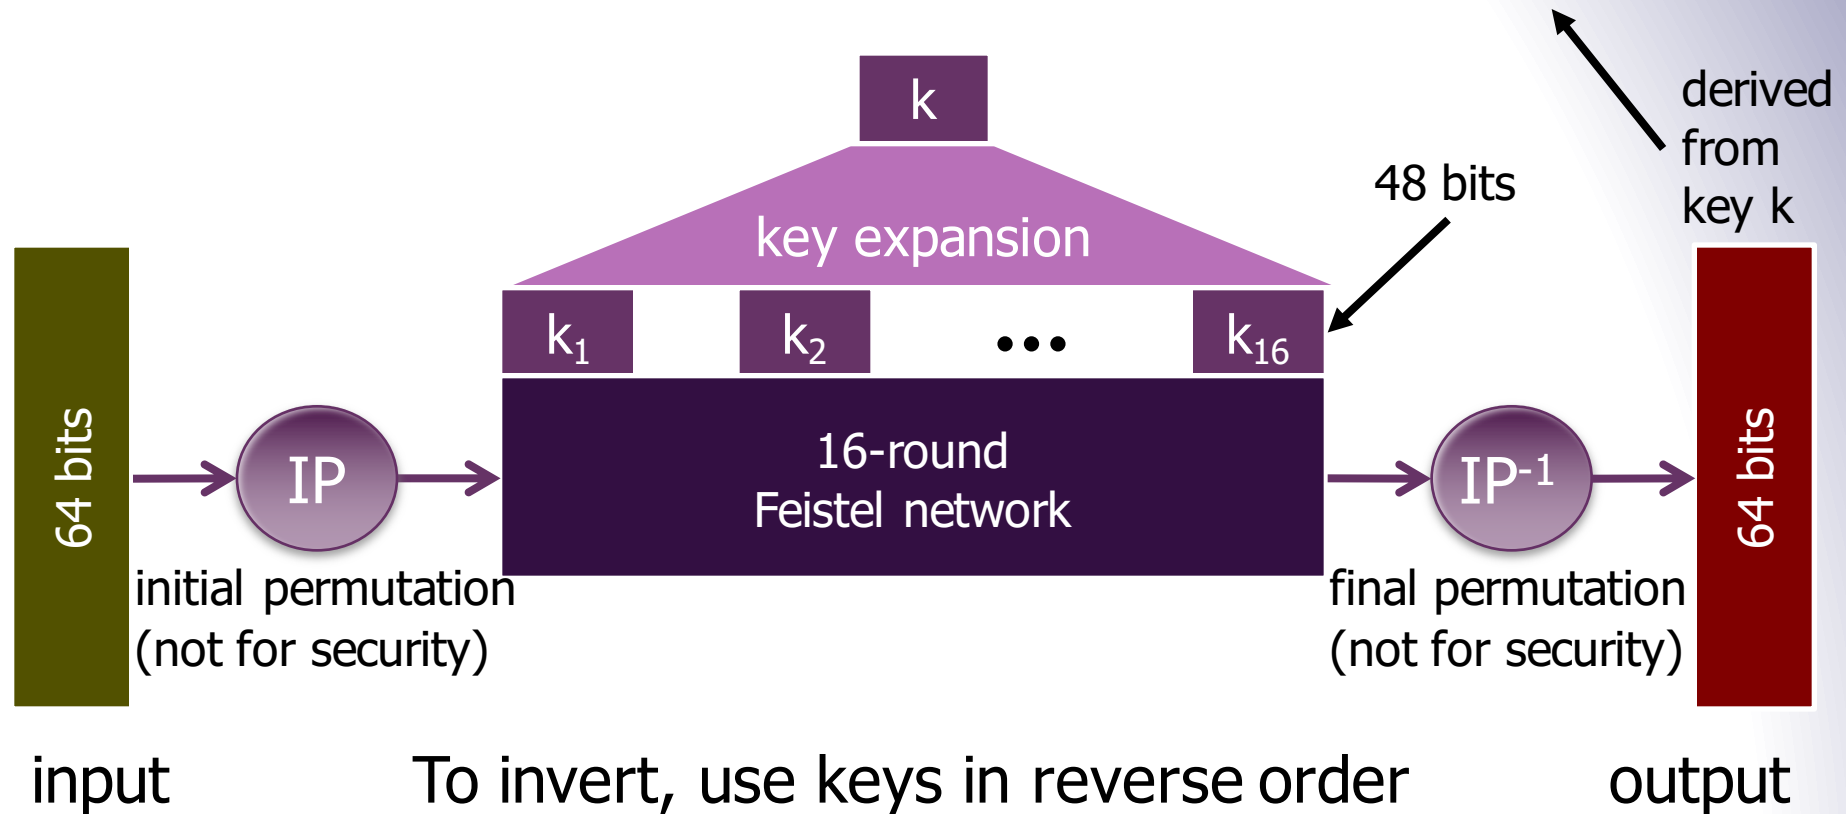 k
derived
from
key k
48 bits
key expansion
k₁ k₂ ••• k₁₆
64 bits
IP
16-round
Feistel network
IP⁻¹
64 bits
initial permutation
(not for security)
final permutation
(not for security)
input
To invert, use keys in reverse order
output